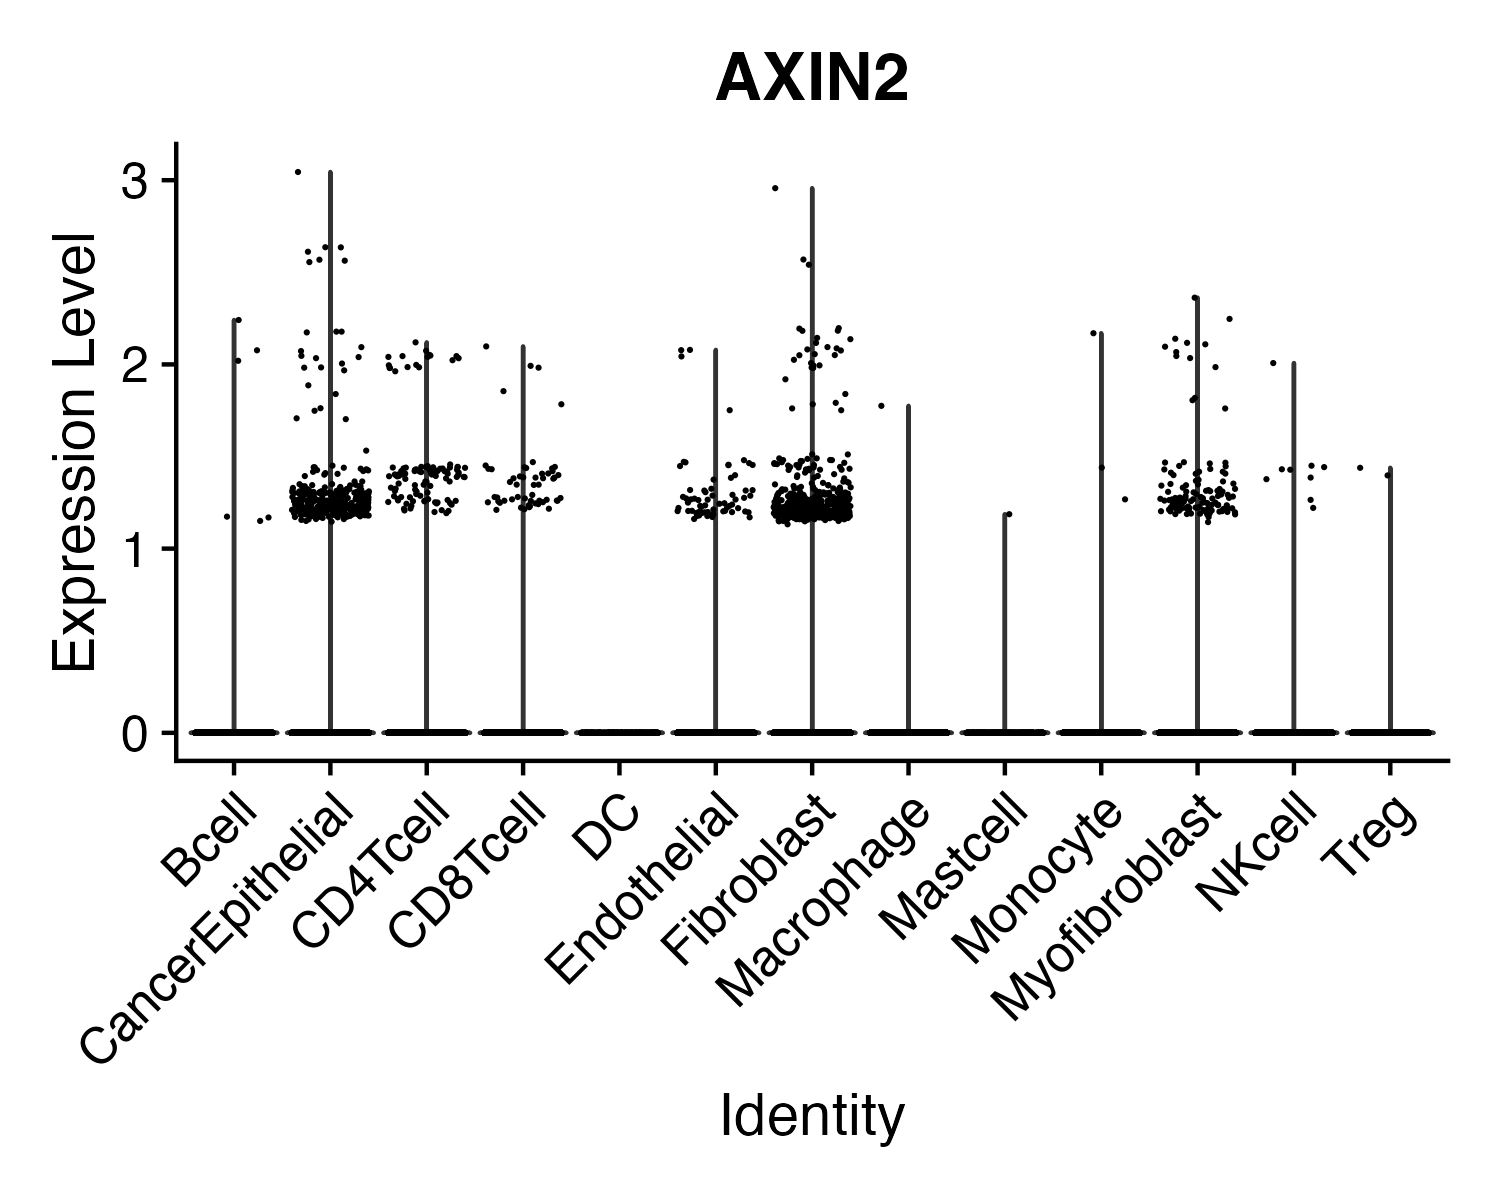 AXIN2
Expression Level
3
2
1
0
Bcell
CancerEpithelial
CD4Tcell
CD8Tcell
DC
Endothelial
Fibroblast
Macrophage
Mastcell
Monocyte
Myofibroblast
NKcell
Treg
Identity